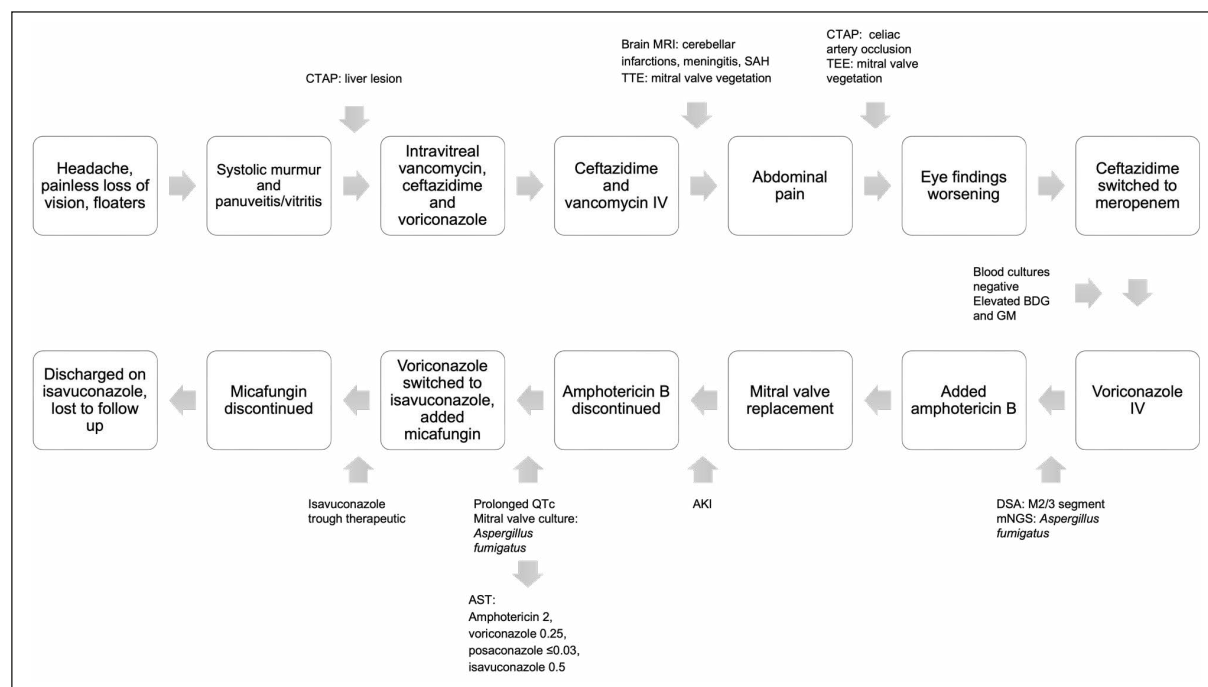 CTAP: liver lesion
Brain MRI: cerebellar
infarctions, meningitis, SAH
TTE: mitral valve vegetation
CTAP:  celiac
artery occlusion
TEE: mitral valve
vegetation
Headache,
painless loss of
vision, floaters
Systolic murmur
and
panuveitis/vitritis
Intravitreal
vancomycin,
ceftazidime
and
voriconazole
Ceftazidime
and
vancomycin IV
Abdominal
pain
Eye findings
worsening
Ceftazidime
switched to
meropenem
Blood cultures
negative
Elevated BDG
and GM
Voriconazole
IV
Added
amphotericin B
Mitral valve
replacement
Amphotericin B
discontinued
Voriconazole
switched to
isavuconazole,
added
micafungin
Micafungin
discontinued
Discharged on
isavuconazole,
lost to follow
up
DSA: M2/3 segment
mNGS: Aspergillus
fumigatus
AKI
Prolonged QTc
Mitral valve culture:
Aspergillus
fumigatus
Isavuconazole
trough therapeutic
AST:
Amphotericin 2,
voriconazole 0.25,
posaconazole ≤0.03,
isavuconazole 0.5